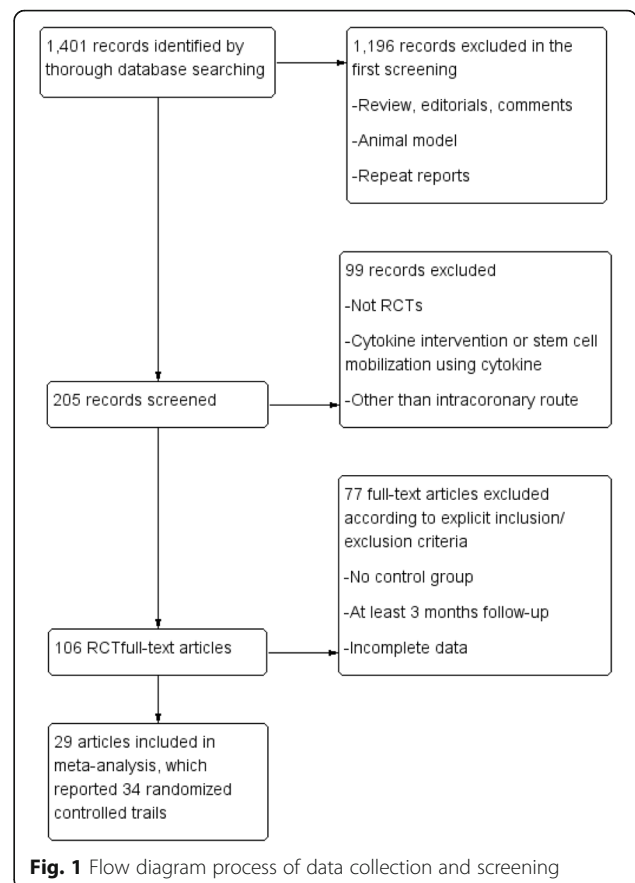 1,401 records identified by
thorough database searching
1,196 records excluded in the
first screening
-Review, editorials, comments
-Animal model
-Repeat reports
99 records excluded
-Not RCTs
-Cytokine intervention or stem cell
mobilization using cytokine
-Other than intracoronary route
205 records screened
77 full-text articles excluded
according to explicit inclusion/
exclusion criteria
-No control group
-At least 3 months follow-up
-Incomplete data
106 RCTfull-text articles
29 articles included in
meta-analysis, which
reported 34 randomized
controlled trails
Fig. 1 Flow diagram process of data collection and screening